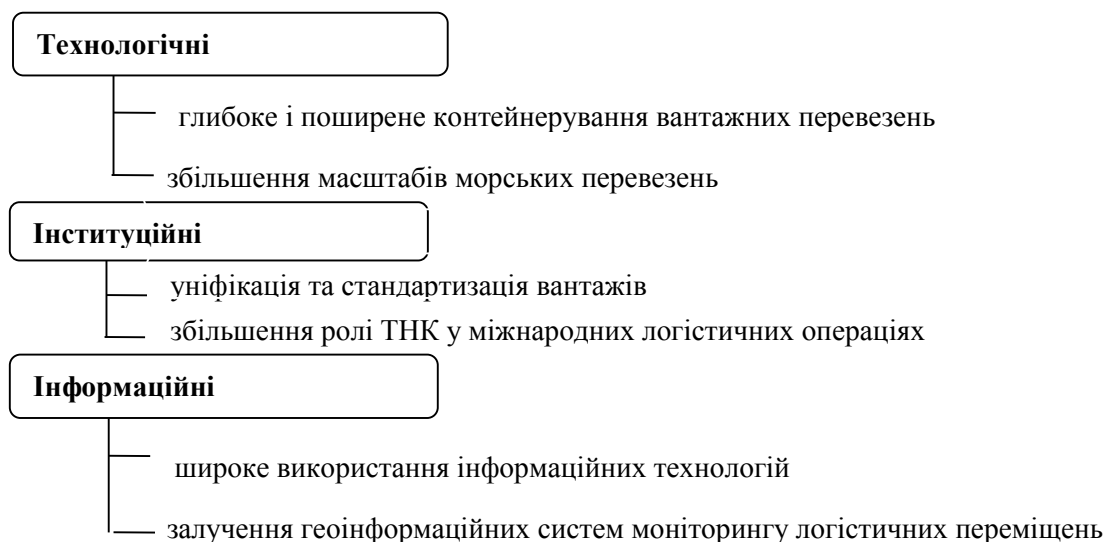 Технологічні
глибоке і поширене контейнерування вантажних перевезень
збільшення масштабів морських перевезень
Інституційні
уніфікація та стандартизація вантажів
збільшення ролі ТНК у міжнародних логістичних операціях
Інформаційні
широке використання інформаційних технологій
залучення геоінформаційних систем моніторингу логістичних переміщень